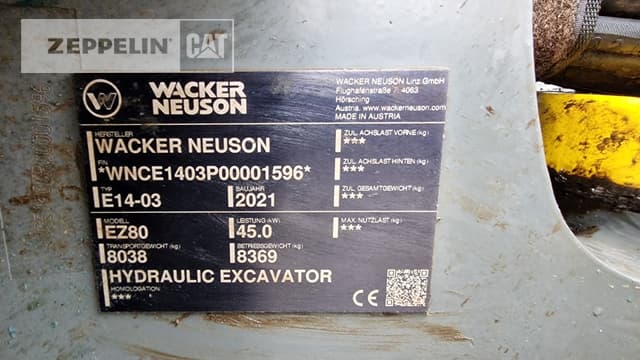 ZEPPELIN CAT
WACKER
NEUSON
WACKER NEUSON Linz GmbH
Flughafenstraße 7, 4063
Hörsching
Austria, www.wackerneuson.com
MADE IN AUSTRIA
HERSTELLER
WACKER NEUSON
FIN
*WNCE1403P00001596*
TYP
E14-03
BAUJAHR
2021
MODELL
EZ80
LEISTUNG (kW)
45.0
TRANSPORTGEWICHT (kg)
8038
BETRIEBSGEWICHT (kg)
8369
HYDRAULIC EXCAVATOR
HOMOLOGATION
***
ZUL. ACHSLAST VORNE (kg)
***
ZUL. ACHSLAST HINTEN (kg)
***
ZUL. GESAMTGEWICHT (kg)
***
MAX. NUTZLAST (kg)
***
CE